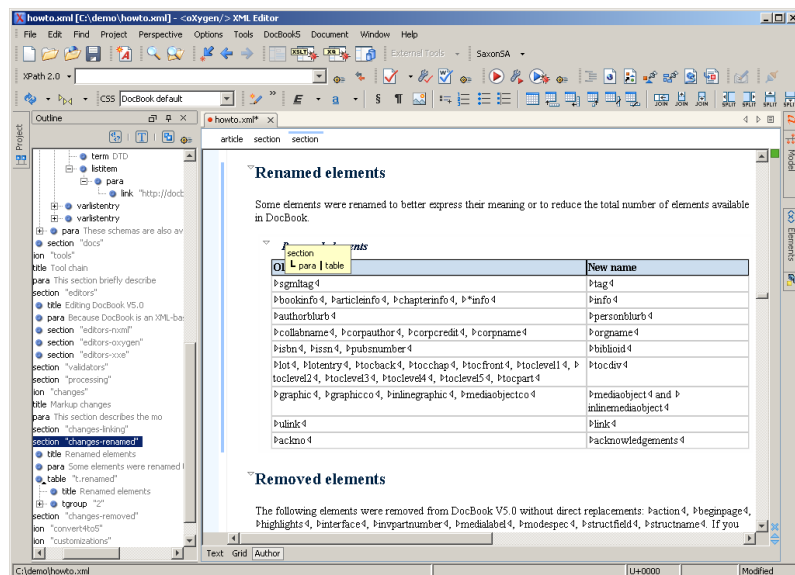 howto.xml [C:\demo\howto.xml] - <oXygen/> XML Editor
File Edit Find Project Perspective Options Tools DocBook5 Document Window Help
External Tools SaxonSA
XPath 2.0
CSS DocBook default
JOIN JOIN JOIN SPLIT SPLIT SPLIT SPLIT
Outline
howto.xml*
Project
Model
Elements
article section section
term DTD
listitem
para
link "http://docb
varlistentry
varlistentry
para These schemas are also av
section "docs"
ion "tools"
title Tool chain
para This section briefly describe
section "editors"
title Editing DocBook V5.0
para Because DocBook is an XML-ba
section "editors-nxml"
section "editors-oxygen"
section "editors-xxe"
section "validators"
section "processing"
ion "changes"
title Markup changes
para This section describes the mo
section "changes-linking"
section "changes-renamed"
title Renamed elements
para Some elements were renamed
table "t.renamed"
title Renamed elements
tgroup "2"
section "changes-removed"
ion "convert4to5"
ion "customizations"
Renamed elements
Some elements were renamed to better express their meaning or to reduce the total number of elements available
in DocBook.
section
para table
New name
sgmltag tag
bookinfo, articleinfo, chapterinfo, *info info
authorblurb personblurb
collabname, corpauthor, corpcredit, corpname orgname
isbn, issn, pubsnumber biblioid
lot, lotentry, tocback, tocchap, tocfront, toclevel1,
toclevel2, toclevel3, toclevel4, toclevel5, tocpart tocdiv
graphic, graphicco, inlinegraphic, mediaobjectco mediaobject and
inlinemediaobject
ulink link
ackno acknowledgements
Removed elements
The following elements were removed from DocBook V5.0 without direct replacements: action, beginpage,
highlights, interface, invpartnumber, medialabel, modespec, structfield, structname. If you
Text Grid Author
C:\demo\howto.xml U+0000 Modified